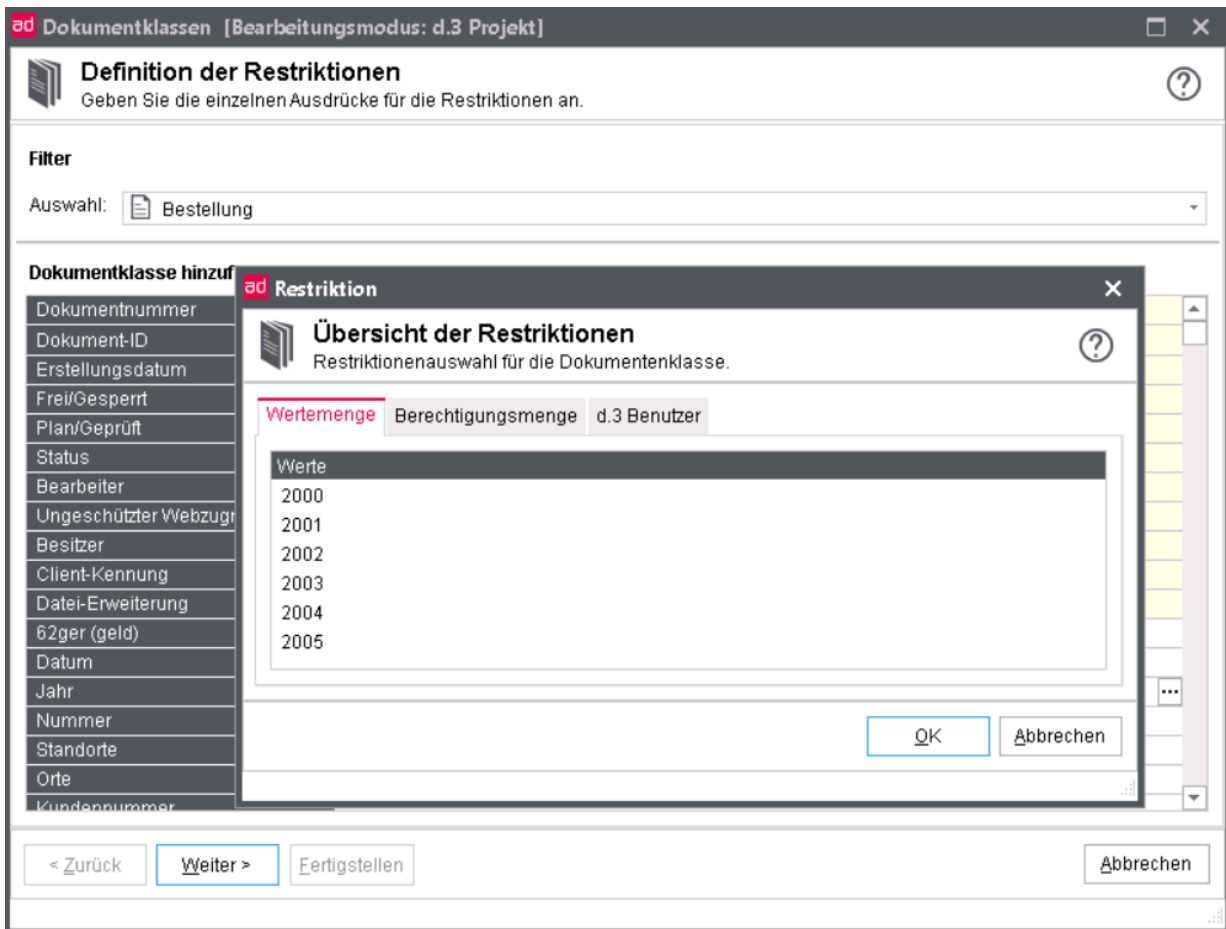 ad Dokumentklassen [Bearbeitungsmodus: d.3 Projekt]
Definition der Restriktionen
Geben Sie die einzelnen Ausdrücke für die Restriktionen an.
Filter
Auswahl: Bestellung
Dokumentklasse hinzuf
Dokumentnummer
Dokument-ID
Erstellungsdatum
Frei/Gesperrt
Plan/Geprüft
Status
Bearbeiter
Ungeschützter Webzugr
Besitzer
Client-Kennung
Datei-Erweiterung
62ger (geld)
Datum
Jahr
Nummer
Standorte
Orte
Kundennummer
ad Restriktion
Übersicht der Restriktionen
Restriktionenauswahl für die Dokumentenklasse.
Wertemenge Berechtigungsmenge d.3 Benutzer
Werte
2000
2001
2002
2003
2004
2005
OK Abbrechen
...
< Zurück Weiter > Fertigstellen Abbrechen